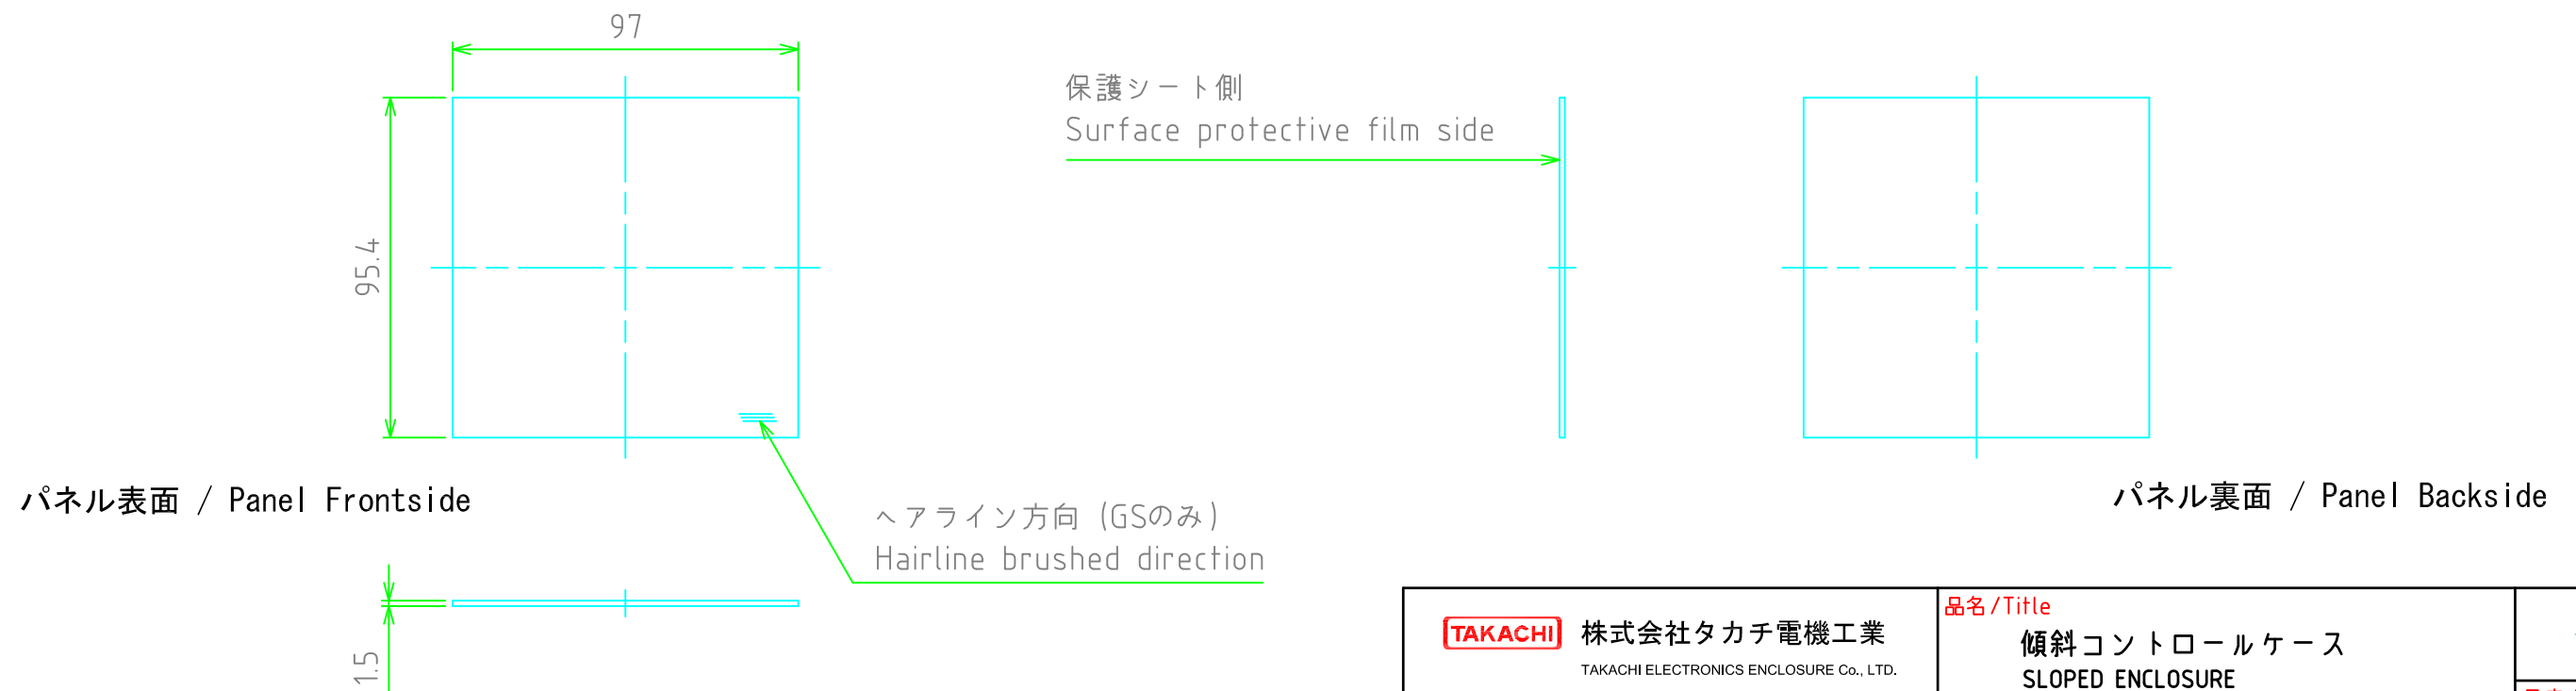 97
95.4
保護シート側
Surface protective film side
パネル表面 / Panel Frontside
パネル裏面 / Panel Backside
ヘアライン方向 (GSのみ)
Hairline brushed direction
1.5
TAKACHI 株式会社タカチ電機工業
TAKACHI ELECTRONICS ENCLOSURE Co., LTD.
品名/Title
傾斜コントロールケース
SLOPED ENCLOSURE